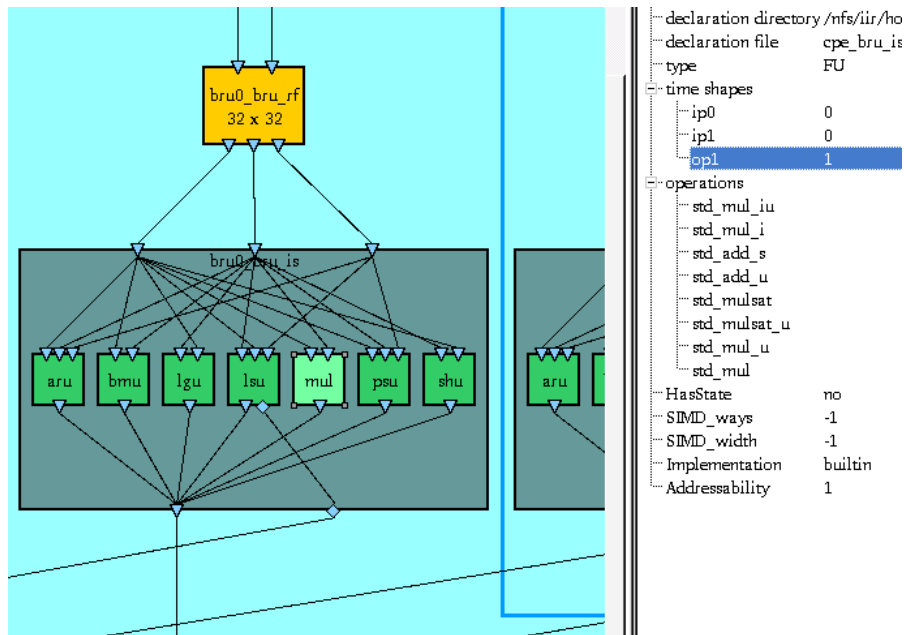 bru0_bru_rf
32 x 32
bru0_bru_is
aru bmu lgu lsu mul psu shu
aru
declaration directory /nfs/iir/ho
declaration file cpe_bru_is
type FU
time shapes
ip0 0
ip1 0
op1 1
operations
std_mul_iu
std_mul_i
std_add_s
std_add_u
std_mulsat
std_mulsat_u
std_mul_u
std_mul
HasState no
SIMD_ways -1
SIMD_width -1
Implementation builtin
Addressability 1